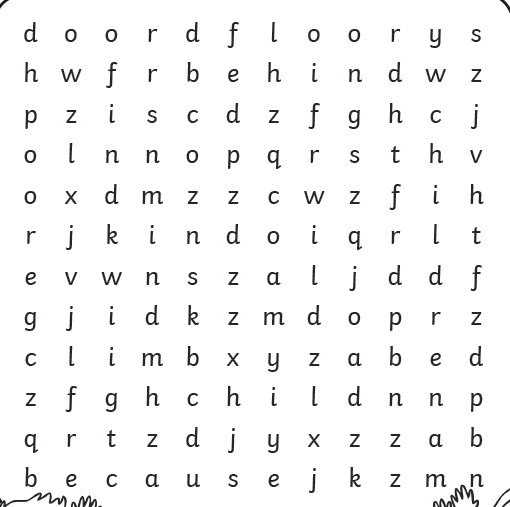 d o o r d f l o o r y s
h w f r b e h i n d w z
p z i s c d z f g h c j
o l n n o p q r s t h v
o x d m z z c w z f i h
r j k i n d o i q r l t
e v w n s z a l j d d f
g j i d k z m d o p r z
c l i m b x y z a b e d
z f g h c h i l d n n p
q r t z d j y x z z a b
b e c a u s e j k z m n